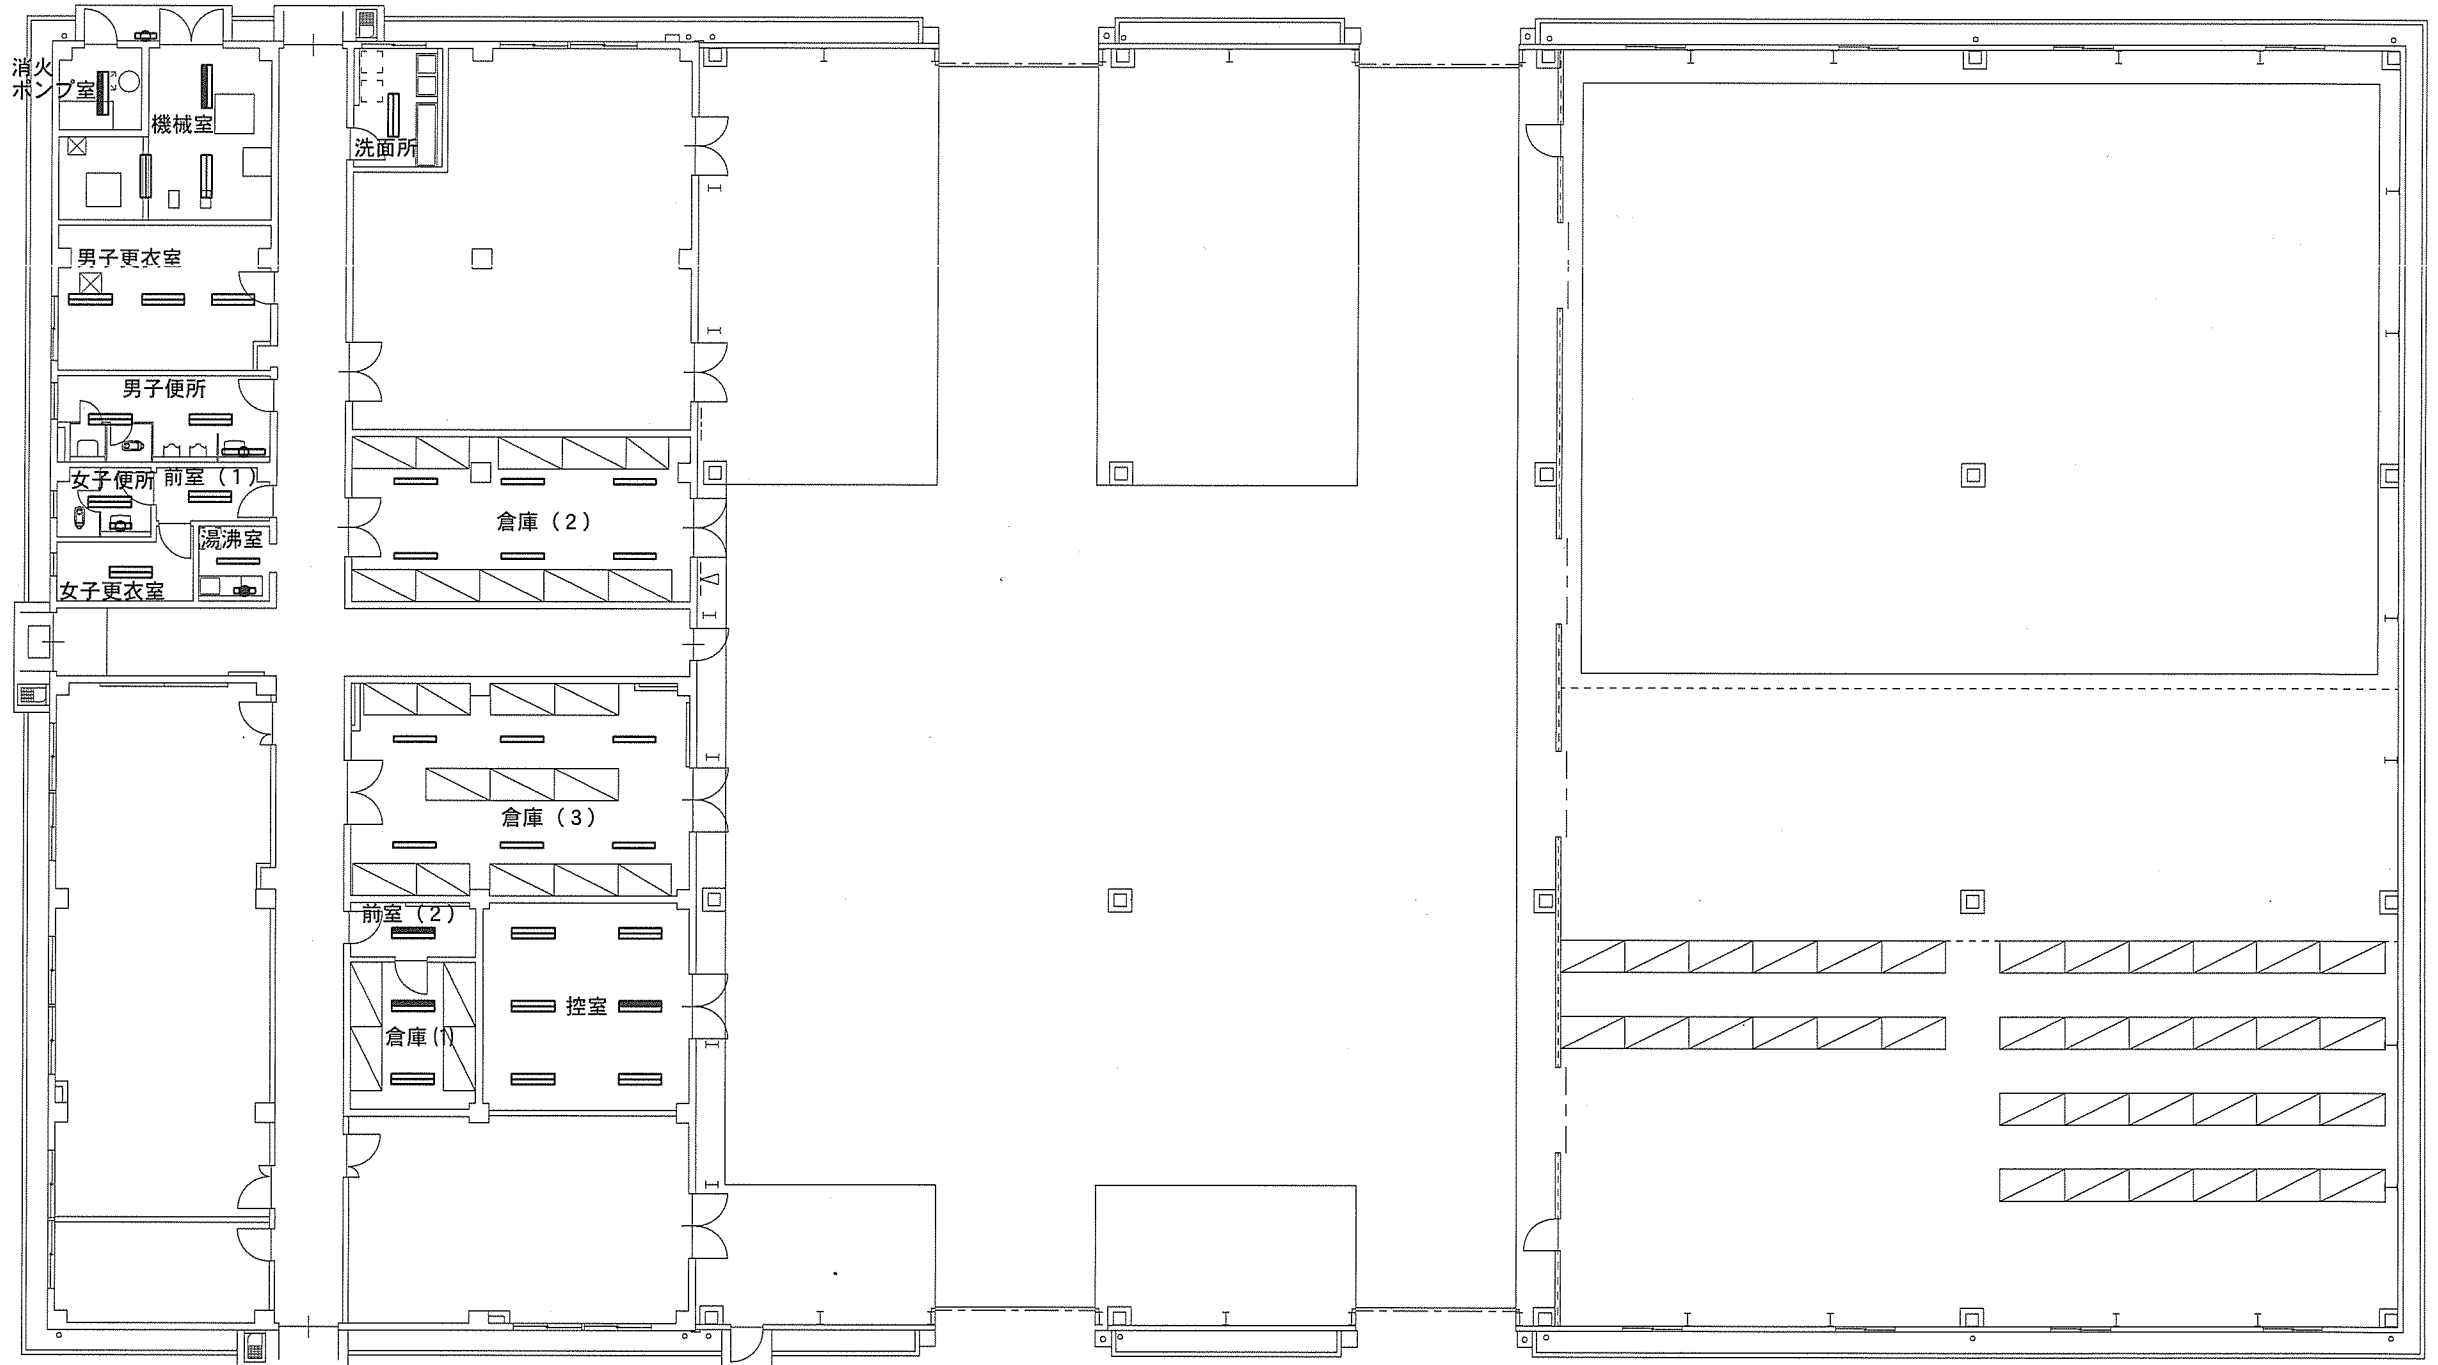 消火
ポンプ室
機械室
洗面所
男子更衣室
男子便所
女子便所
前室（1）
湯沸室
女子更衣室
倉庫（2）
倉庫（3）
前室（2）
控室
倉庫(1)